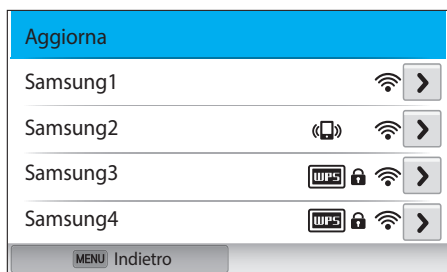 Aggiorna
Samsung1
Samsung2
Samsung3 WPS
Samsung4 WPS
MENU Indietro